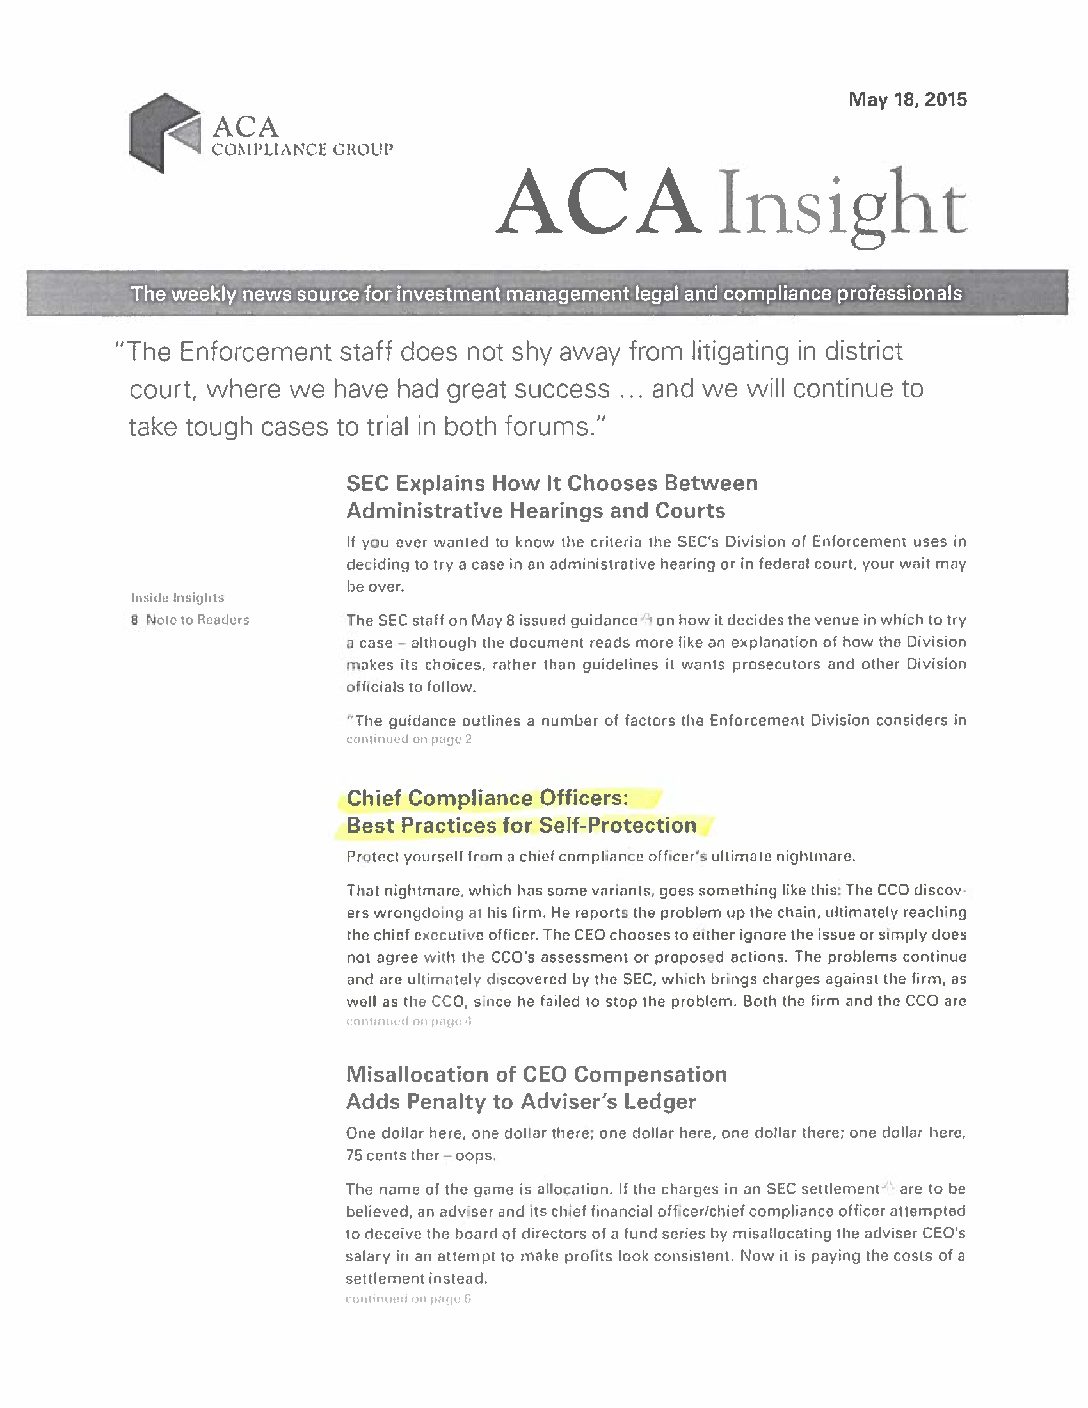 May 18, 2015
ACA
COMPLIANCE GROUP
ACA Insight
The weekly news source for investment management legal and compliance professionals
"The Enforcement staff does not shy away from litigating in district
court, where we have had great success ... and we will continue to
take tough cases to trial in both forums."
SEC Explains How It Chooses Between
Administrative Hearings and Courts
If you ever wanted to know the criteria the SEC's Division of Enforcement uses in
deciding to try a case in an administrative hearing or in federal court, your wait may
be over.
Inside Insights
8 Note to Readers
The SEC staff on May 8 issued guidance on how it decides the venue in which to try
a case – although the document reads more like an explanation of how the Division
makes its choices, rather than guidelines it wants prosecutors and other Division
officials to follow.
"The guidance outlines a number of factors the Enforcement Division considers in
continued on page 2
Chief Compliance Officers:
Best Practices for Self-Protection
Protect yourself from a chief compliance officer's ultimate nightmare.
That nightmare, which has some variants, goes something like this: The CCO discov-
ers wrongdoing at his firm. He reports the problem up the chain, ultimately reaching
the chief executive officer. The CEO chooses to either ignore the issue or simply does
not agree with the CCO's assessment or proposed actions. The problems continue
and are ultimately discovered by the SEC, which brings charges against the firm, as
well as the CCO, since he failed to stop the problem. Both the firm and the CCO are
continued on page 4
Misallocation of CEO Compensation
Adds Penalty to Adviser's Ledger
One dollar here, one dollar there; one dollar here, one dollar there; one dollar here,
75 cents ther – oops.
The name of the game is allocation. If the charges in an SEC settlement are to be
believed, an adviser and its chief financial officer/chief compliance officer attempted
to deceive the board of directors of a fund series by misallocating the adviser CEO's
salary in an attempt to make profits look consistent. Now it is paying the costs of a
settlement instead.
continued on page 6